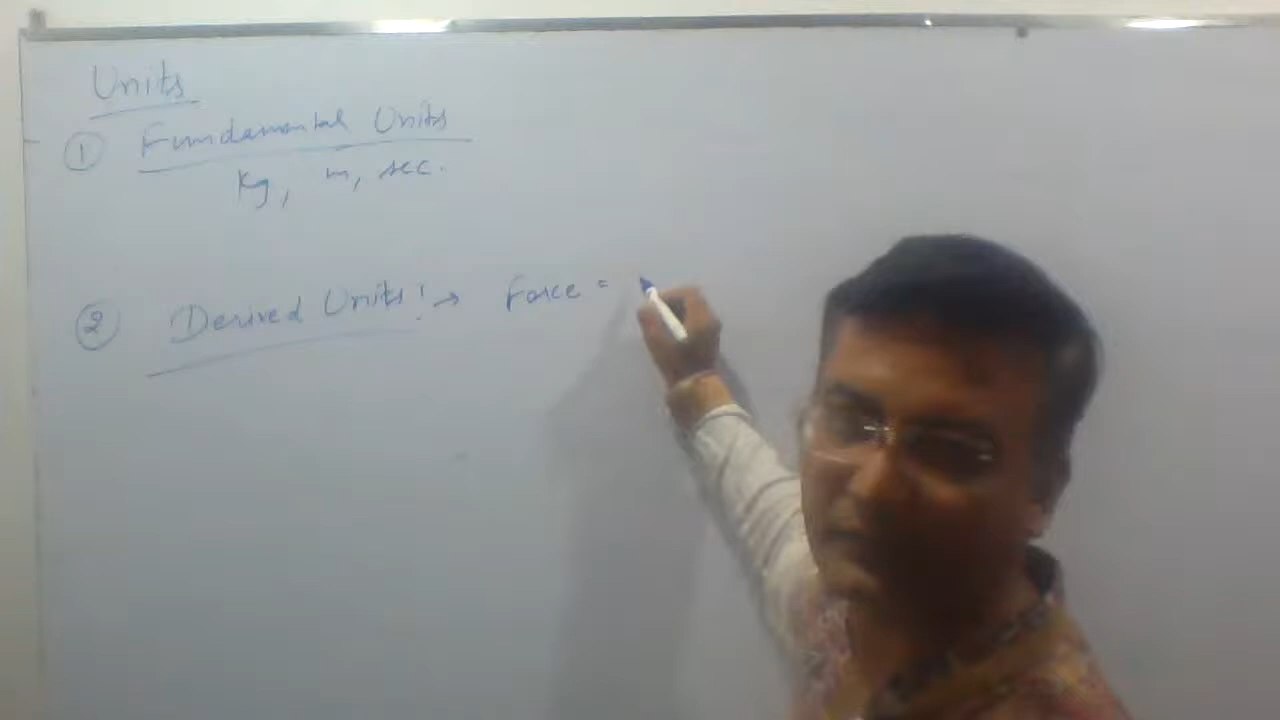 Units
① Fundamental Units
Kg, m, sec.
② Derived Units :→ Force =